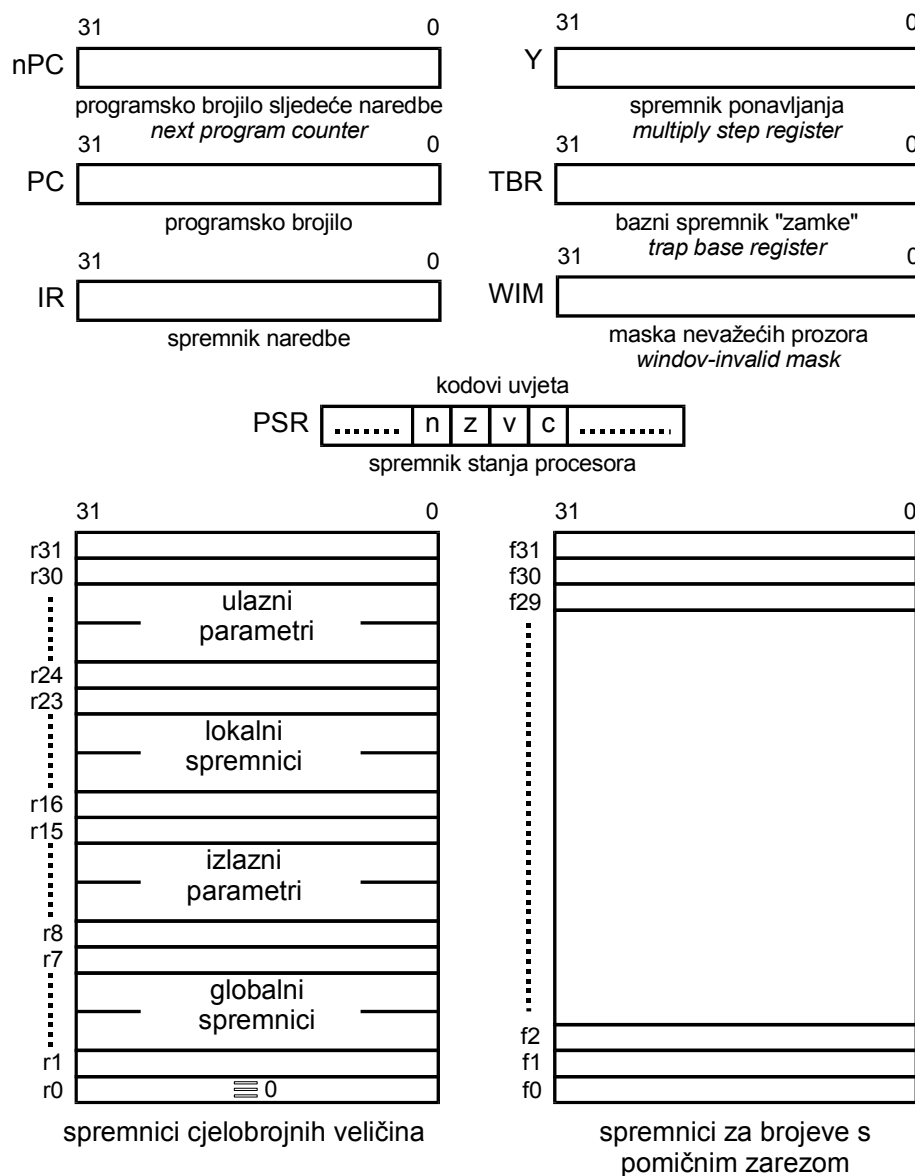 31 0
nPC
programsko brojilo sljedeće naredbe
next program counter
31 0
PC
programsko brojilo
31 0
IR
spremnik naredbe
31 0
Y
spremnik ponavljanja
multiply step register
31 0
TBR
bazni spremnik "zamke"
trap base register
31 0
WIM
maska nevažećih prozora
windov-invalid mask
kodovi uvjeta
PSR ....... n z v c ..........
spremnik stanja procesora
31 0
r31
r30
ulazni
parametri
r24
r23
lokalni
spremnici
r16
r15
izlazni
parametri
r8
r7
globalni
spremnici
r1
r0 ≡ 0
spremnici cjelobrojnih veličina
31 0
f31
f30
f29
f2
f1
f0
spremnici za brojeve s
pomičnim zarezom